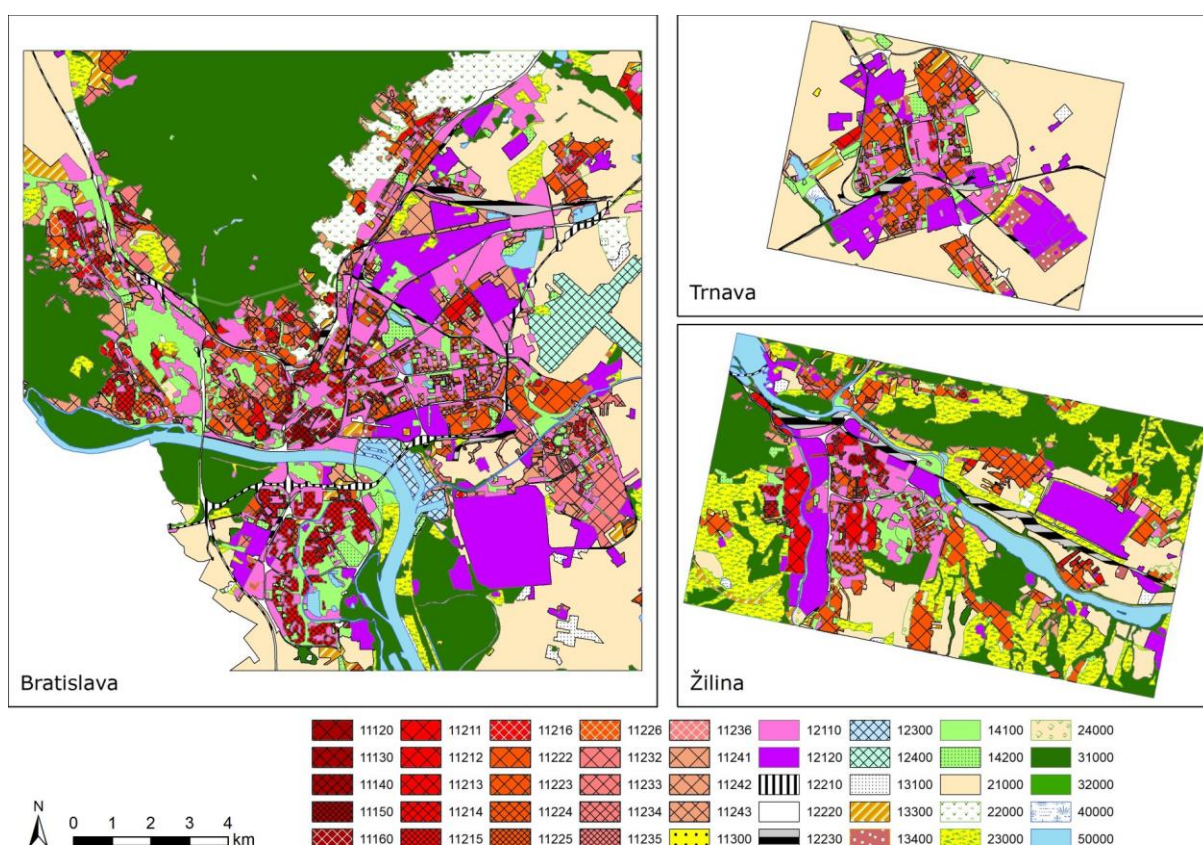 Bratislava
Trnava
Žilina
11120 11211 11216 11226 11236 12110 12300 14100 24000
11130 11212 11222 11232 11241 12120 12400 14200 31000
11140 11213 11223 11233 11242 12210 13100 21000 32000
11150 11214 11224 11234 11243 12220 13300 22000 40000
11160 11215 11225 11235 11300 12230 13400 23000 50000
N
0 1 2 3 4
km